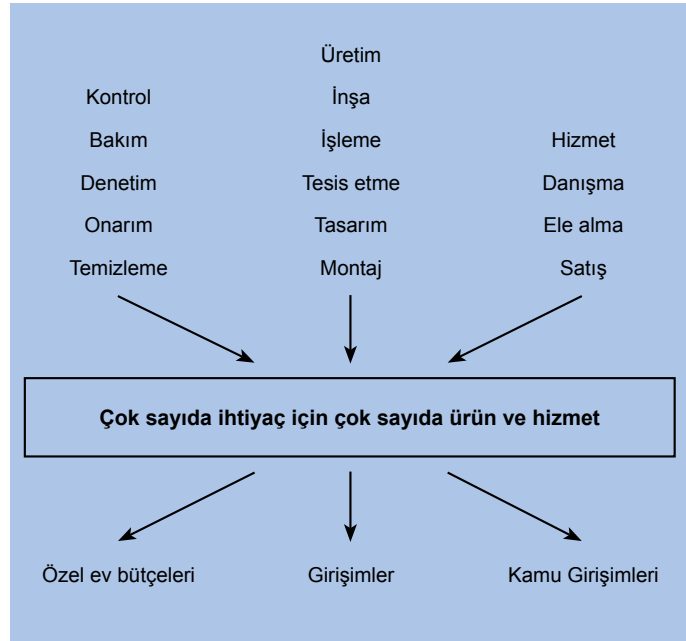 Üretim
Kontrol
İnşa
Bakım
İşleme
Hizmet
Denetim
Tesis etme
Danışma
Onarım
Tasarım
Ele alma
Temizleme
Montaj
Satış
Çok sayıda ihtiyaç için çok sayıda ürün ve hizmet
Özel ev bütçeleri
Girişimler
Kamu Girişimleri